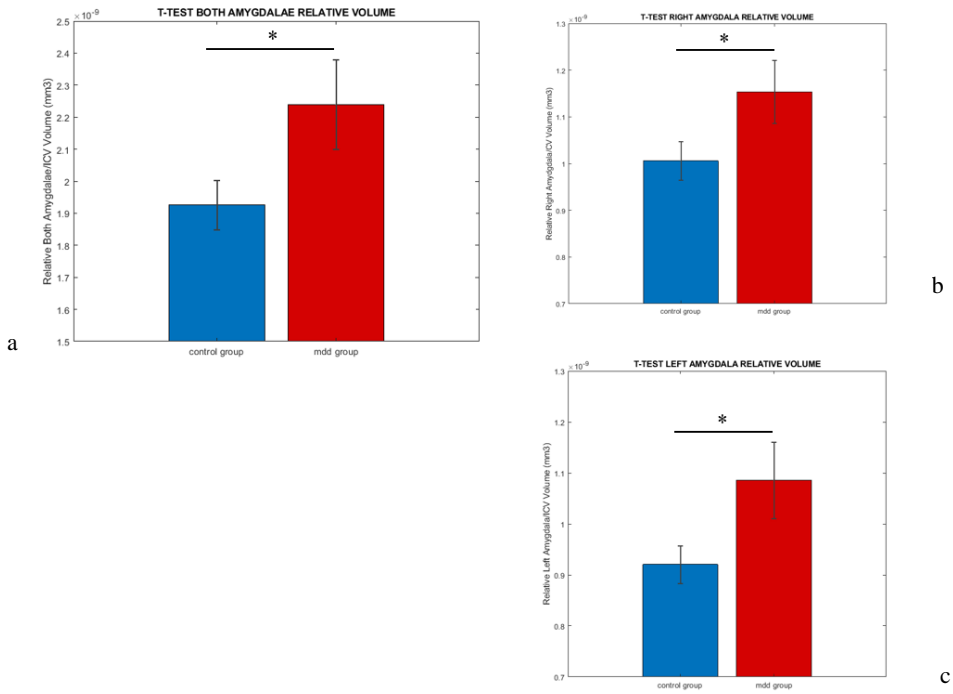 T-TEST BOTH AMYGDALAE RELATIVE VOLUME
×10^-9
Relative Both Amygdalae/ICV Volume (mm3)
2.5
2.4
2.3
2.2
2.1
2
1.9
1.8
1.7
1.6
1.5
*
control group
mdd group
a
T-TEST RIGHT AMYGDALA RELATIVE VOLUME
×10^-9
Relative Right Amydgdala/CV Volume (mm3)
1.3
1.2
1.1
1
0.9
0.8
0.7
*
control group
mdd group
b
T-TEST LEFT AMYGDALA RELATIVE VOLUME
×10^-9
Relative Left Amygdala/ICV Volume (mm3)
1.3
1.2
1.1
1
0.9
0.8
0.7
*
control group
mdd group
c